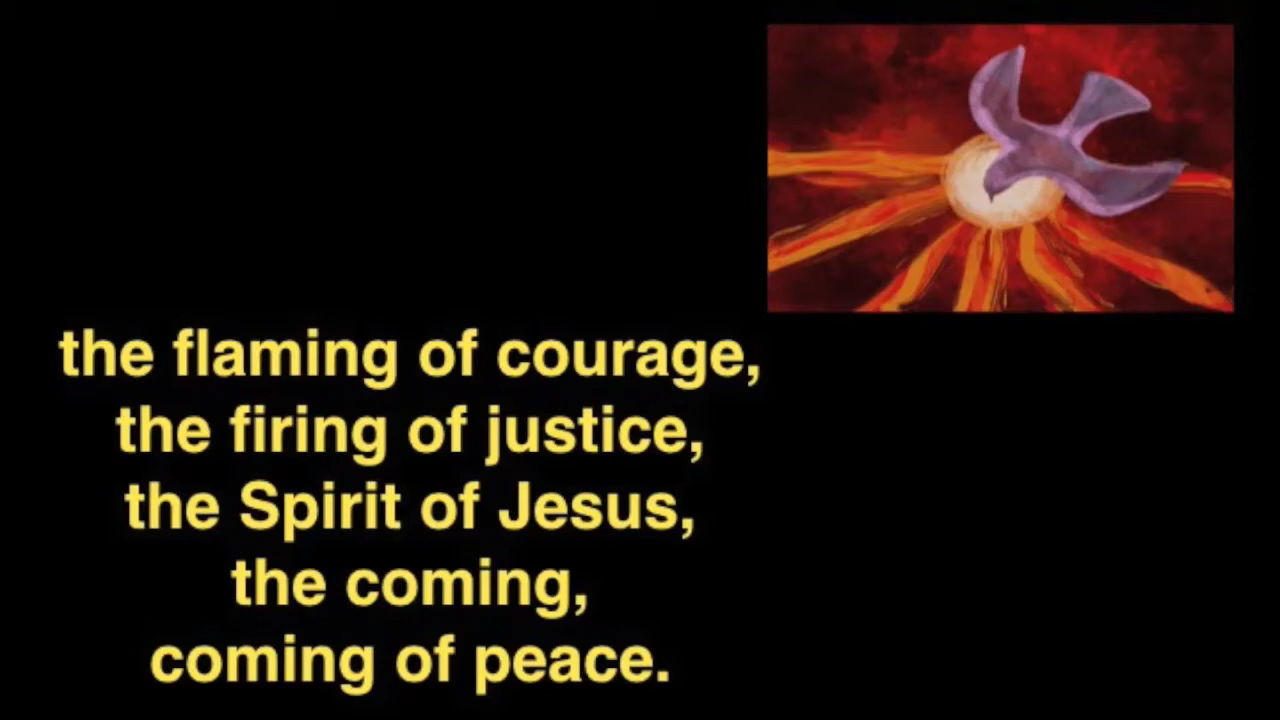 the flaming of courage,
the firing of justice,
the Spirit of Jesus,
the coming,
coming of peace.